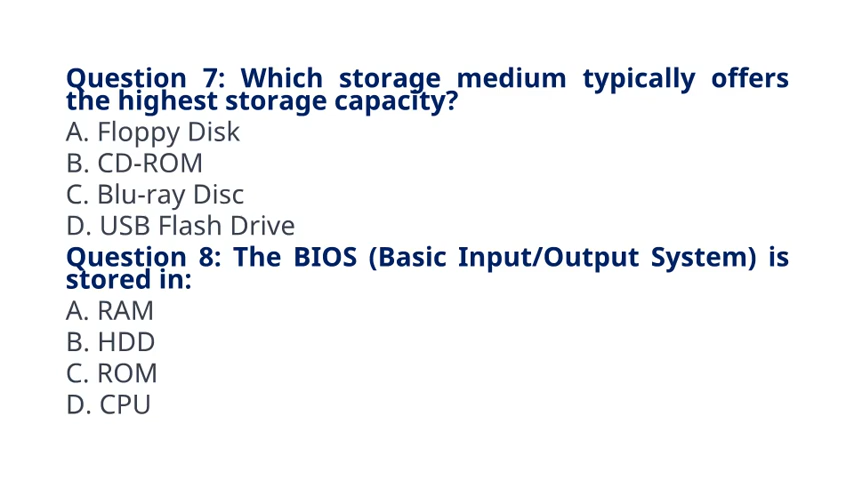 Question 7: Which storage medium typically offers
the highest storage capacity?
A. Floppy Disk
B. CD-ROM
C. Blu-ray Disc
D. USB Flash Drive
Question 8: The BIOS (Basic Input/Output System) is
stored in:
A. RAM
B. HDD
C. ROM
D. CPU